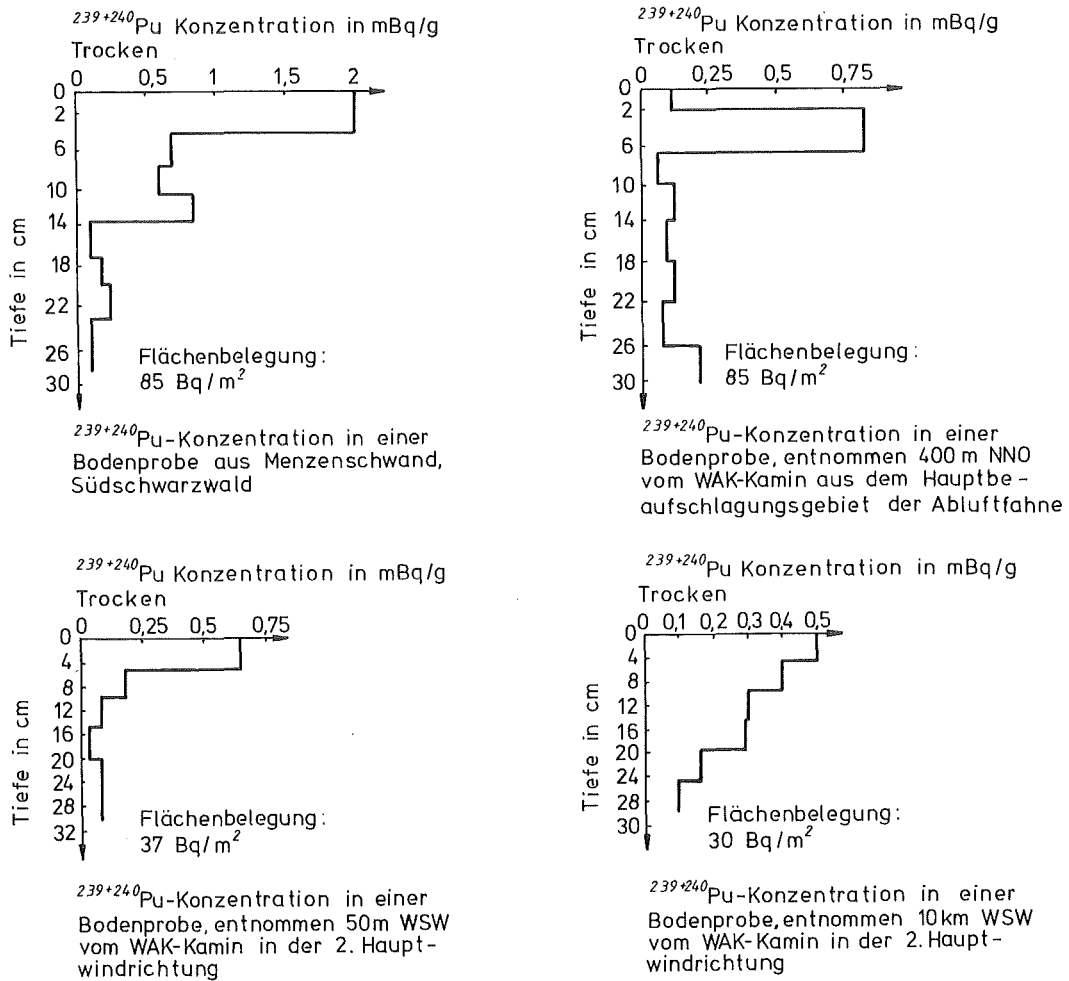 239+240Pu Konzentration in mBq/g
Trocken
0 0,5 1 1,5 2
0
2
6
10
14
18
22
26
30
Tiefe in cm
Flächenbelegung:
85 Bq/m²
239+240Pu-Konzentration in einer
Bodenprobe aus Menzenschwand,
Südschwarzwald
239+240Pu Konzentration in mBq/g
Trocken
0 0,25 0,5 0,75
0
2
6
10
14
18
22
26
30
Tiefe in cm
Flächenbelegung:
85 Bq/m²
239+240Pu-Konzentration in einer
Bodenprobe, entnommen 400 m NNO
vom WAK-Kamin aus dem Hauptbe-
aufschlagungsgebiet der Abluftfahne
239+240Pu Konzentration in mBq/g
Trocken
0 0,25 0,5 0,75
0
4
8
12
16
20
24
28
32
Tiefe in cm
Flächenbelegung:
37 Bq/m²
239+240Pu-Konzentration in einer
Bodenprobe, entnommen 50m WSW
vom WAK-Kamin in der 2. Haupt-
windrichtung
239+240Pu Konzentration in mBq/g
Trocken
0 0,1 0,2 0,3 0,4 0,5
0
4
8
12
16
20
24
28
30
Tiefe in cm
Flächenbelegung:
30 Bq/m²
239+240Pu-Konzentration in einer
Bodenprobe, entnommen 10km WSW
vom WAK-Kamin in der 2. Haupt-
windrichtung